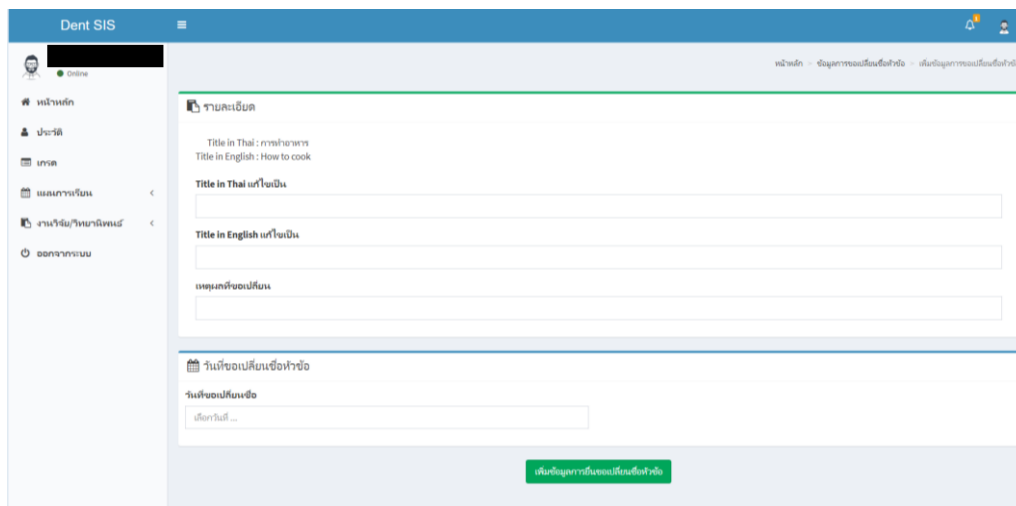 Dent SIS
1
Online
หน้าหลัก
ประวัติ
เกรด
แผนการเรียน
งานวิจัย/วิทยานิพนธ์
ออกจากระบบ
หน้าหลัก > ข้อมูลการขอเปลี่ยนชื่อหัวข้อ > เพิ่มข้อมูลการขอเปลี่ยนชื่อหัวข้
รายละเอียด
Title in Thai : การทำอาหาร
Title in English : How to cook
Title in Thai แก้ไขเป็น
Title in English แก้ไขเป็น
เหตุผลที่ขอเปลี่ยน
วันที่ขอเปลี่ยนชื่อหัวข้อ
วันที่ขอเปลี่ยนชื่อ
เลือกวันที่ ...
เพิ่มข้อมูลการยื่นขอเปลี่ยนชื่อหัวข้อ